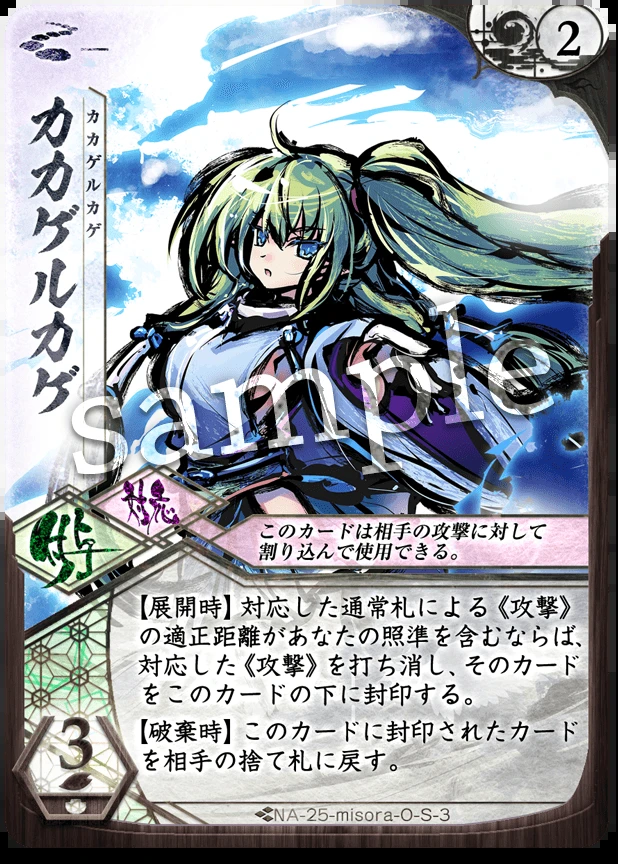 2
カカゲルカゲ
カカゲルカゲ
sample
対応
付与
このカードは相手の攻撃に対して
割り込んで使用できる。
【展開時】対応した通常札による《攻撃》
の適正距離があなたの照準を含むならば、
対応した《攻撃》を打ち消し、そのカード
をこのカードの下に封印する。
【破棄時】このカードに封印されたカード
を相手の捨て札に戻す。
3
NA-25-misora-O-S-3